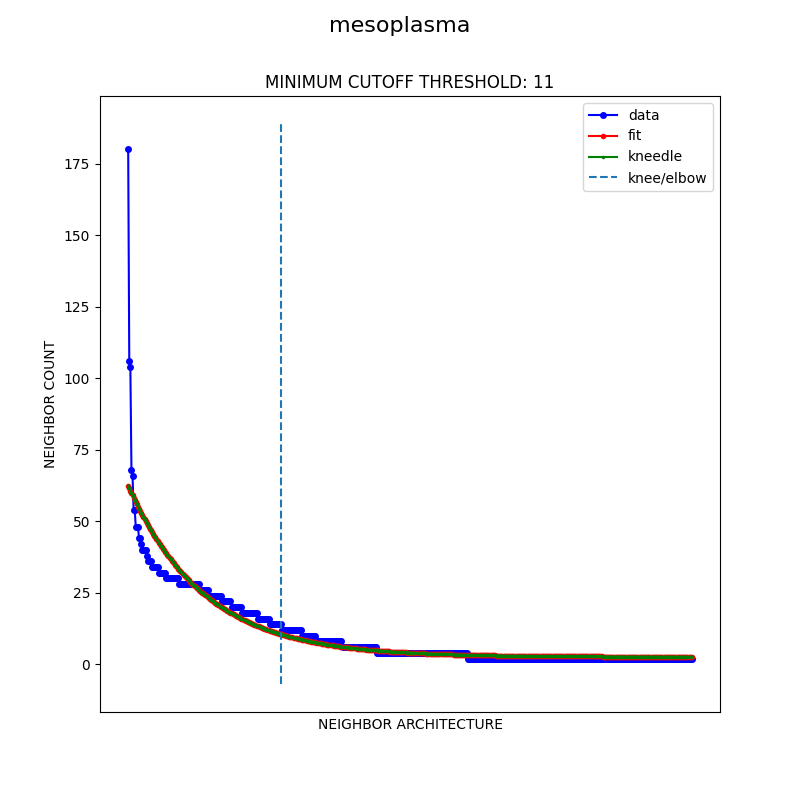 mesoplasma
MINIMUM CUTOFF THRESHOLD: 11
data
fit
kneedle
knee/elbow
175
150
125
100
75
50
25
0
NEIGHBOR COUNT
NEIGHBOR ARCHITECTURE